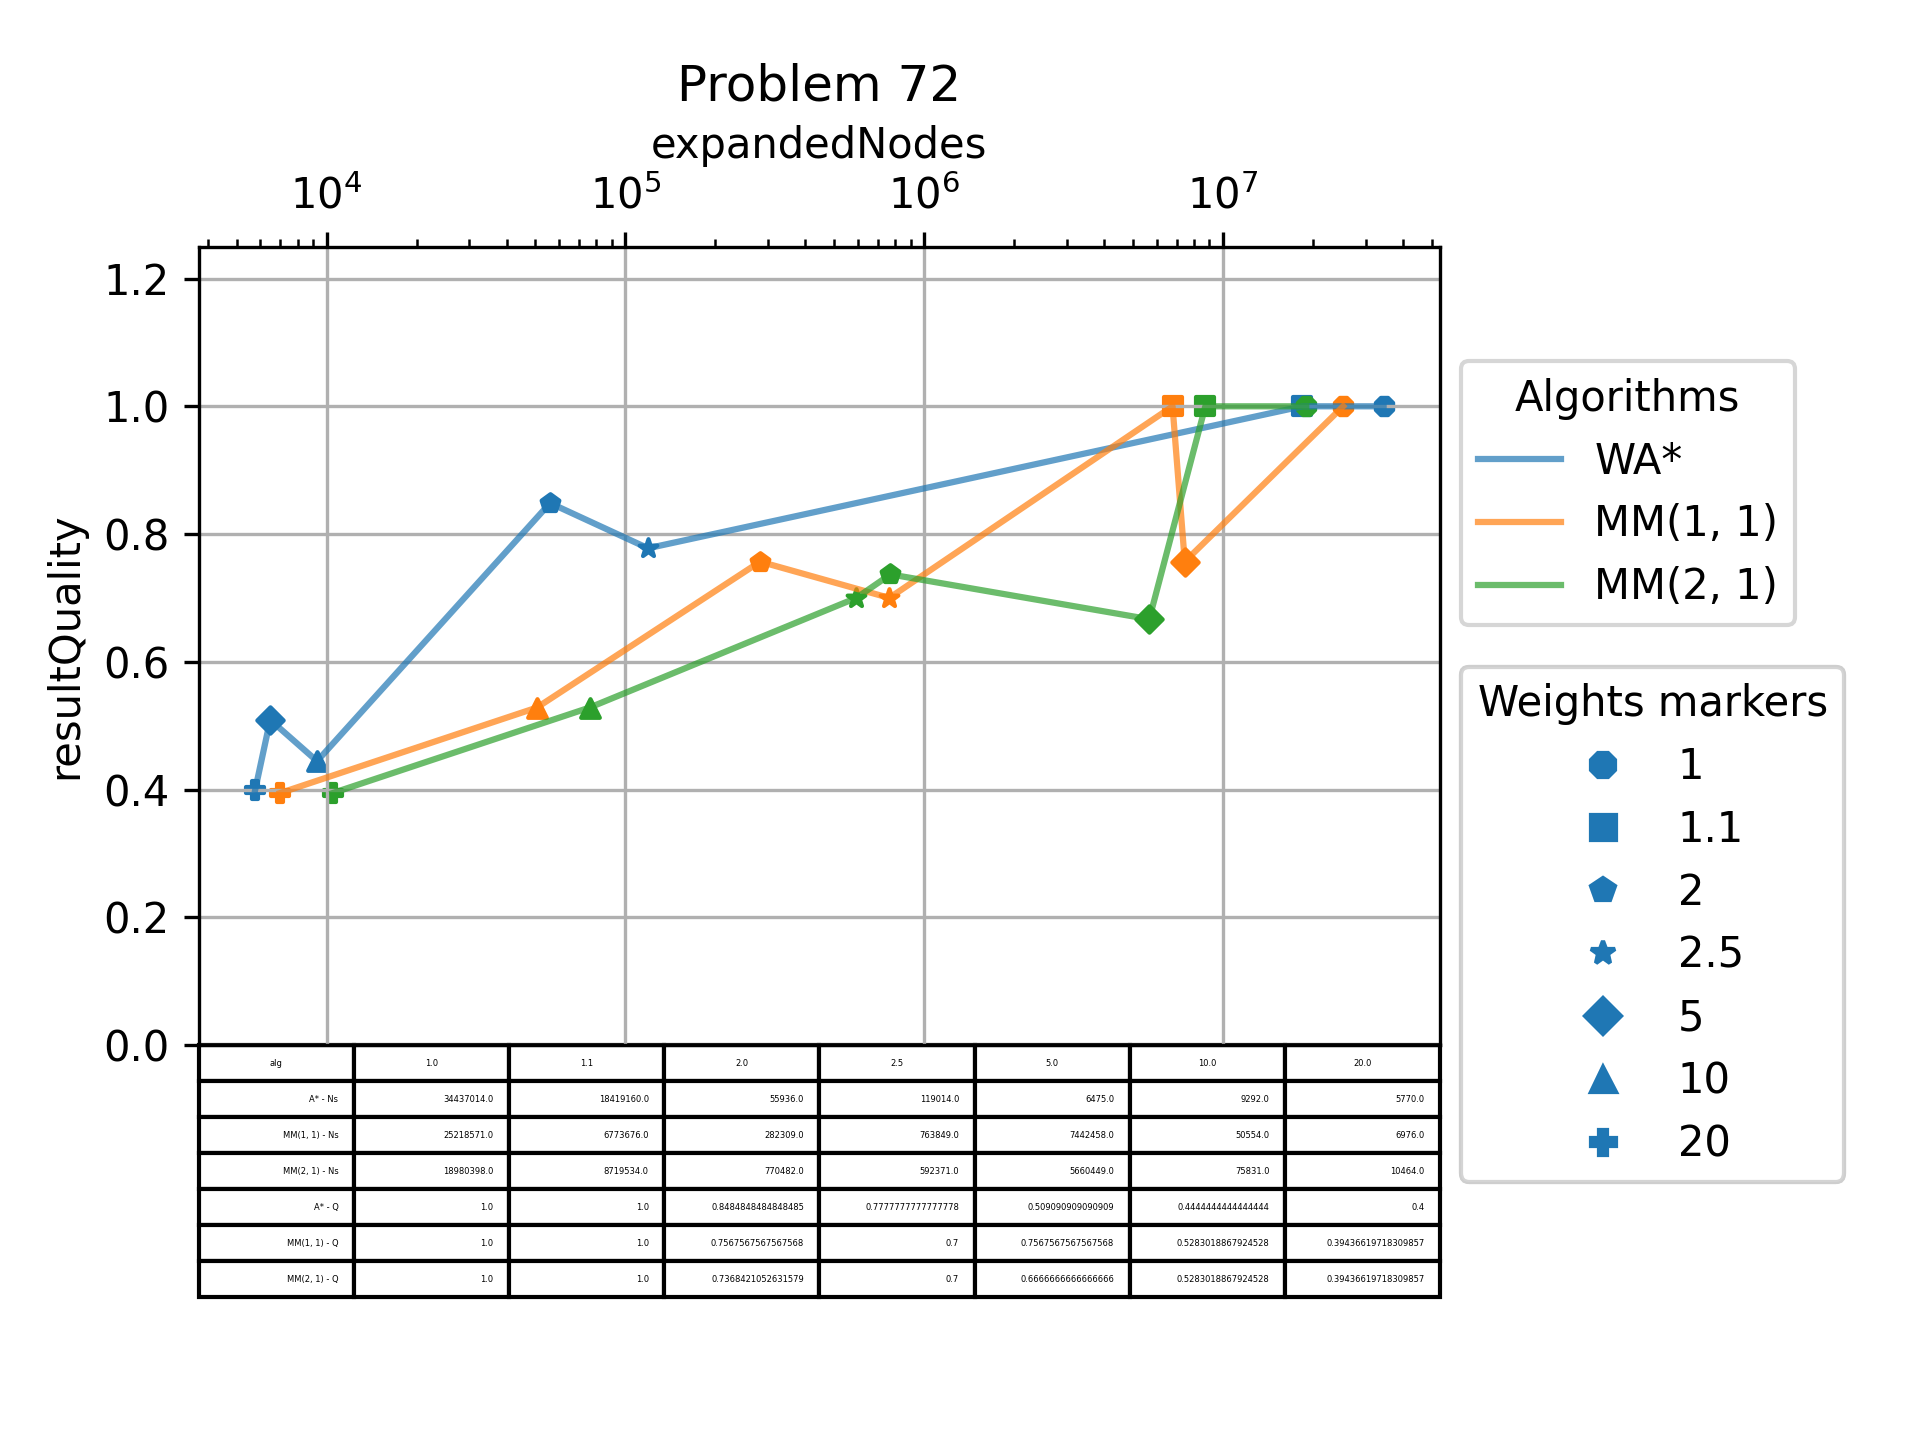 Problem 72
expandedNodes
10^4 10^5 10^6 10^7
resultQuality
1.2
1.0
0.8
0.6
0.4
0.2
0.0
Algorithms
WA*
MM(1, 1)
MM(2, 1)
Weights markers
1
1.1
2
2.5
5
10
20
alg 1.0 1.1 2.0 2.5 5.0 10.0 20.0
A* - Ns 34437014.0 18419160.0 55936.0 119014.0 6475.0 9292.0 5770.0
MM(1, 1) - Ns 25218571.0 6773676.0 282309.0 763849.0 7442458.0 50554.0 6976.0
MM(2, 1) - Ns 18980398.0 8719534.0 770482.0 592371.0 5660449.0 75831.0 10464.0
A* - Q 1.0 1.0 0.8484848484848485 0.7777777777777778 0.509090909090909 0.4444444444444444 0.4
MM(1, 1) - Q 1.0 1.0 0.7567567567567568 0.7 0.7567567567567568 0.5283018867924528 0.39436619718309857
MM(2, 1) - Q 1.0 1.0 0.7368421052631579 0.7 0.6666666666666666 0.5283018867924528 0.39436619718309857